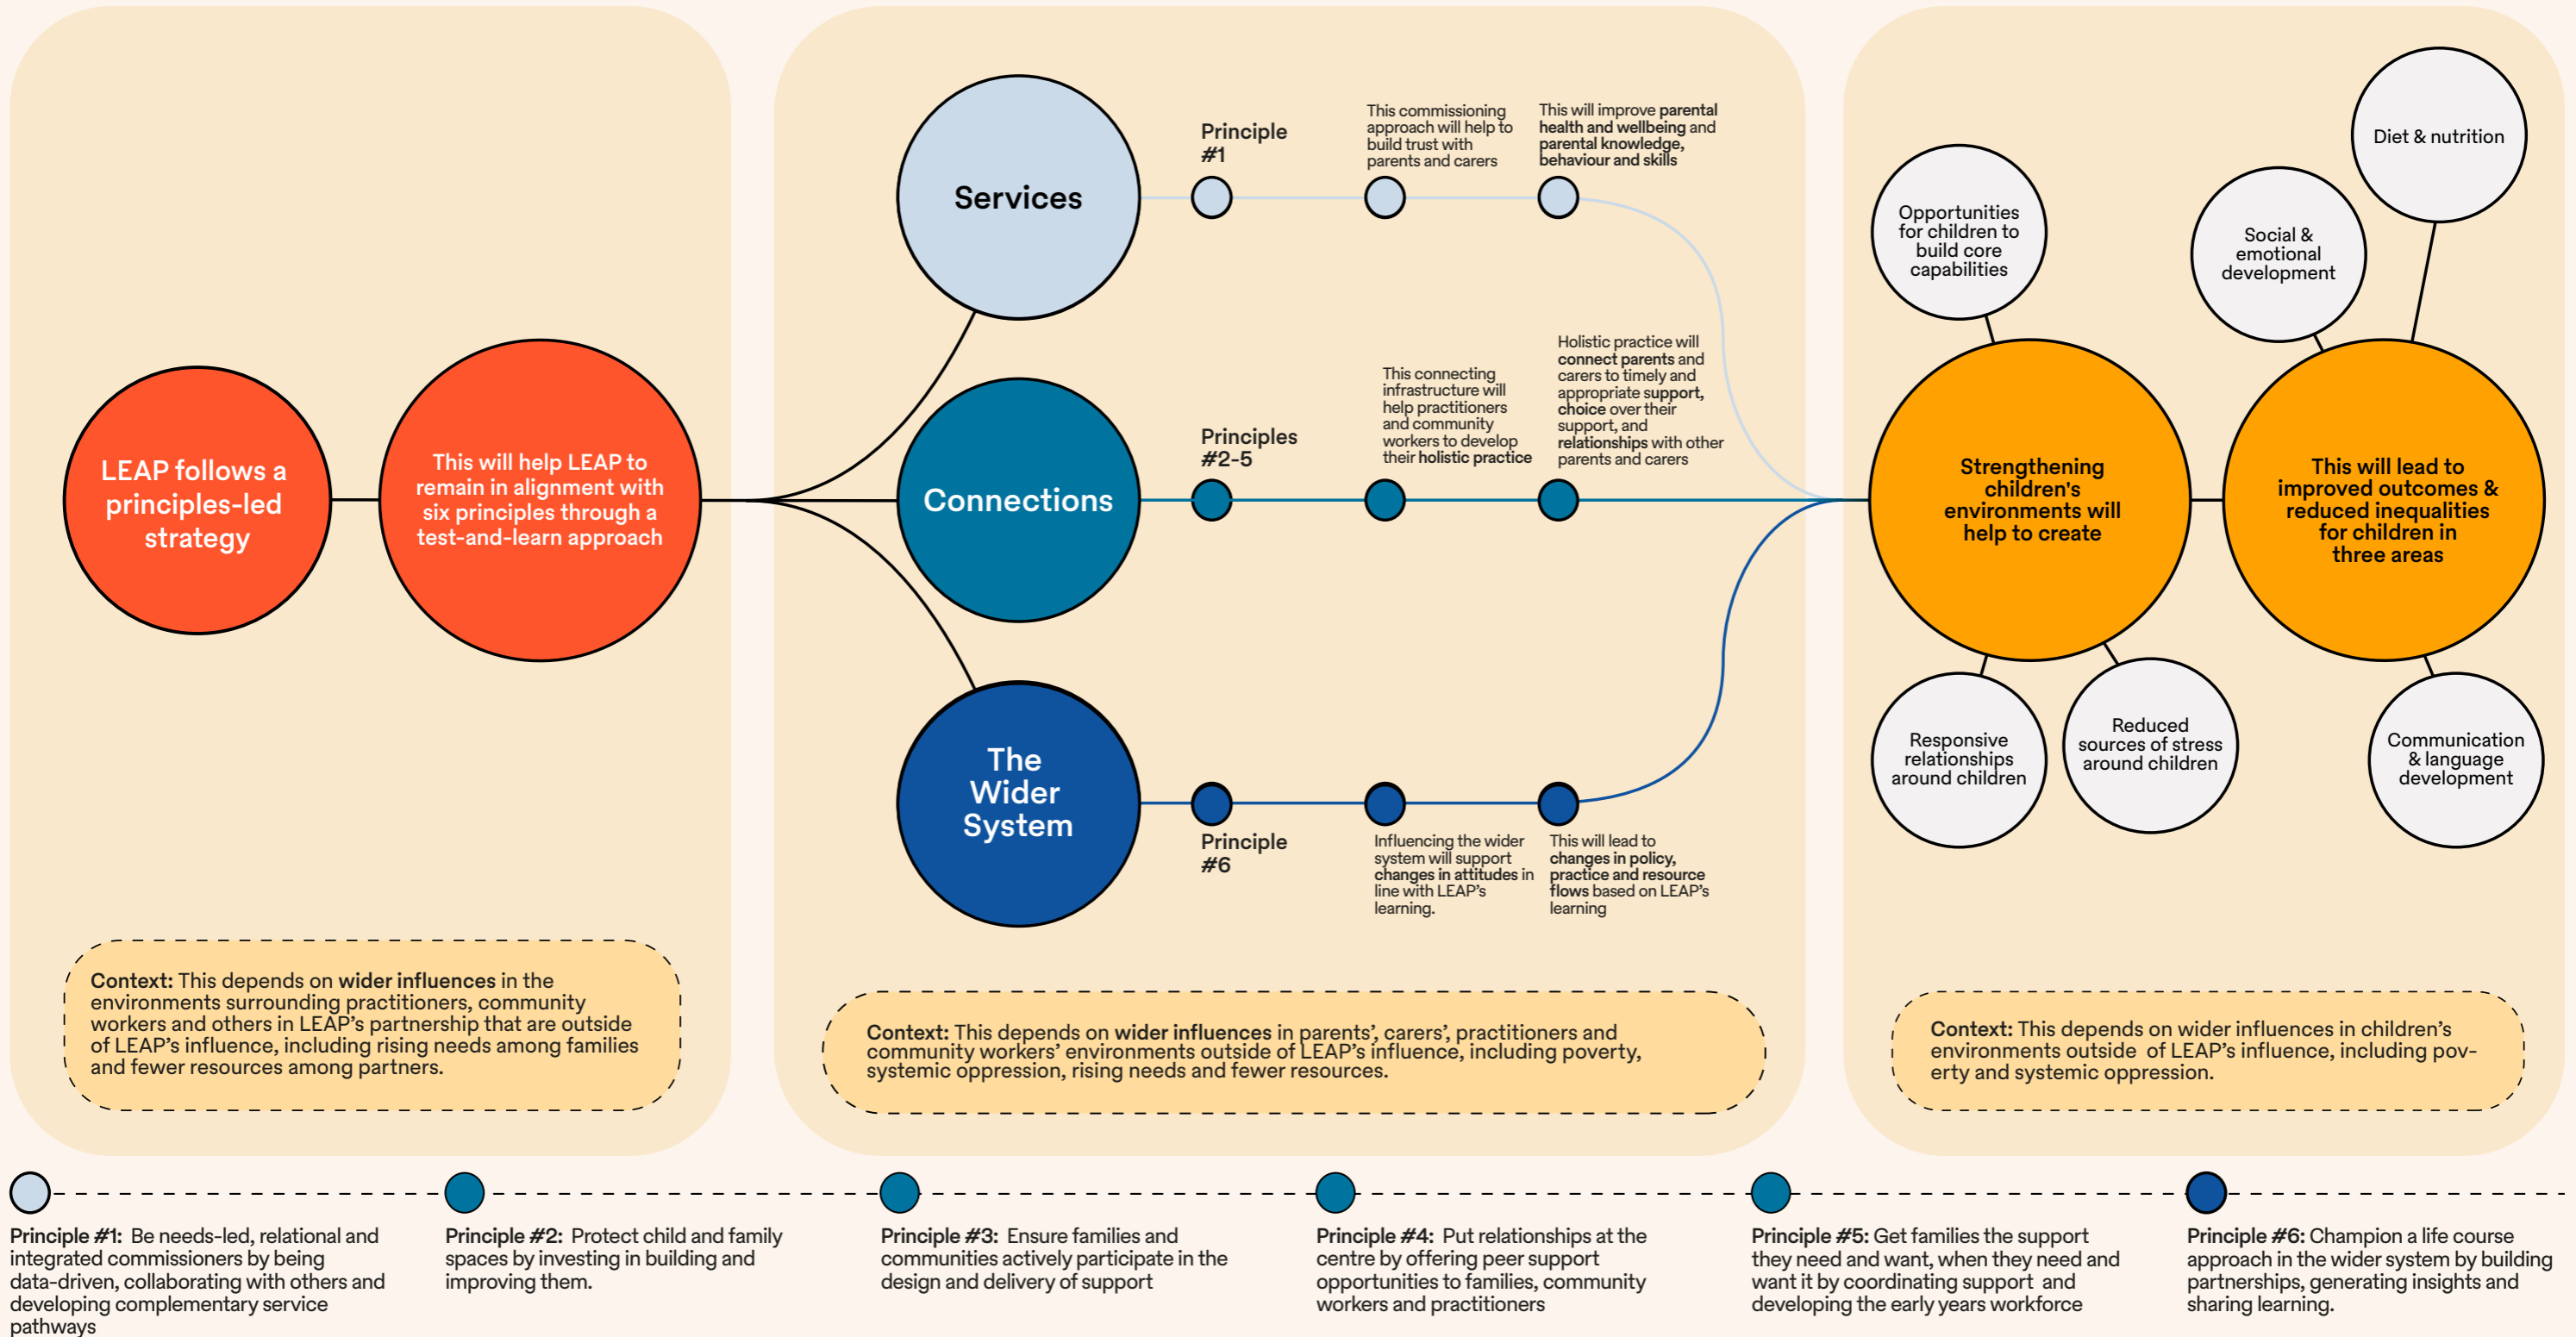 LEAP follows a
principles-led
strategy
This will help LEAP to
remain in alignment with
six principles through a
test-and-learn approach
Context: This depends on wider influences in the
environments surrounding practitioners, community
workers and others in LEAP's partnership that are outside
of LEAP's influence, including rising needs among families
and fewer resources among partners.
Services
Principle
#1
This commissioning
approach will help to
build trust with
parents and carers
This will improve parental
health and wellbeing and
parental knowledge,
behaviour and skills
Connections
Principles
#2-5
This connecting
infrastructure will
help practitioners
and community
workers to develop
their holistic practice
Holistic practice will
connect parents and
carers to timely and
appropriate support,
choice over their
support, and
relationships with other
parents and carers
The
Wider
System
Principle
#6
Influencing the wider
system will support
changes in attitudes in
line with LEAP's
learning.
This will lead to
changes in policy,
practice and resource
flows based on LEAP's
learning
Context: This depends on wider influences in parents', carers', practitioners and
community workers' environments outside of LEAP's influence, including poverty,
systemic oppression, rising needs and fewer resources.
Opportunities
for children to
build core
capabilities
Strengthening
children's
environments will
help to create
Responsive
relationships
around children
Reduced
sources of stress
around children
Social &
emotional
development
Diet & nutrition
This will lead to
improved outcomes &
reduced inequalities
for children in
three areas
Communication
& language
development
Context: This depends on wider influences in children's
environments outside  of LEAP's influence, including pov-
erty and systemic oppression.
Principle #1:  Be needs-led, relational and
integrated commissioners by being
data-driven, collaborating with others and
developing complementary service
pathways
Principle #2:  Protect child and family
spaces by investing in building and
improving them.
Principle #3:  Ensure families and
communities actively participate in the
design and delivery of support
Principle #4:  Put relationships at the
centre by offering peer support
opportunities to families, community
workers and practitioners
Principle #5: Get families the support
they need and want, when they need and
want it by coordinating support  and
developing the early years workforce
Principle #6: Champion a life course
approach in the wider system by building
partnerships, generating insights and
sharing learning.